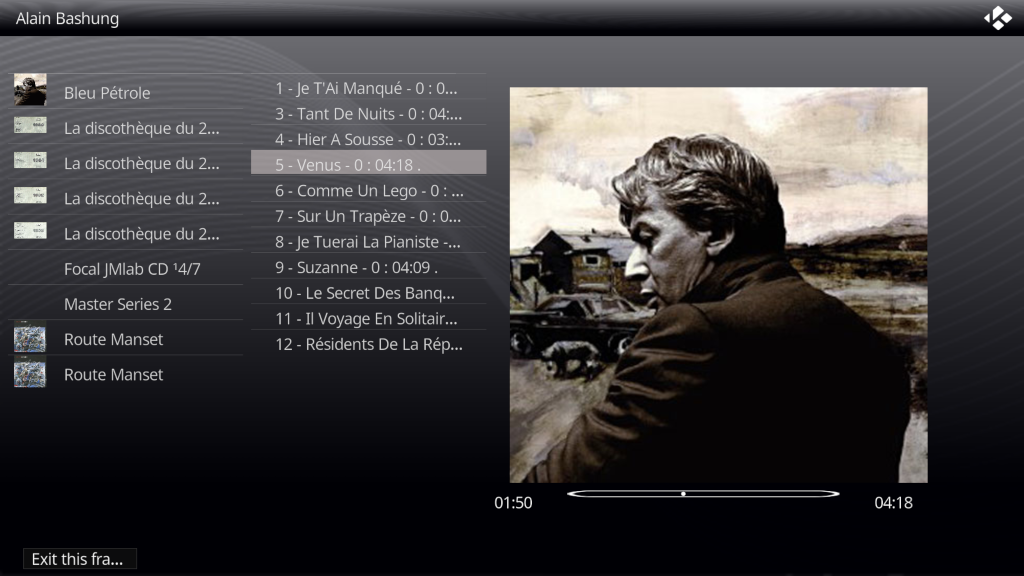 Alain Bashung
Bleu Pétrole
La discothèque du 2...
La discothèque du 2...
La discothèque du 2...
La discothèque du 2...
Focal JMlab CD ¹4/7
Master Series 2
Route Manset
Route Manset
1 - Je T'Ai Manqué - 0 : 0...
3 - Tant De Nuits - 0 : 04:...
4 - Hier A Sousse - 0 : 03:...
5 - Venus - 0 : 04:18 .
6 - Comme Un Lego - 0 : ...
7 - Sur Un Trapèze - 0 : 0...
8 - Je Tuerai La Pianiste -...
9 - Suzanne - 0 : 04:09 .
10 - Le Secret Des Banq...
11 - Il Voyage En Solitair...
12 - Résidents De La Rép...
01:50
04:18
Exit this fra...